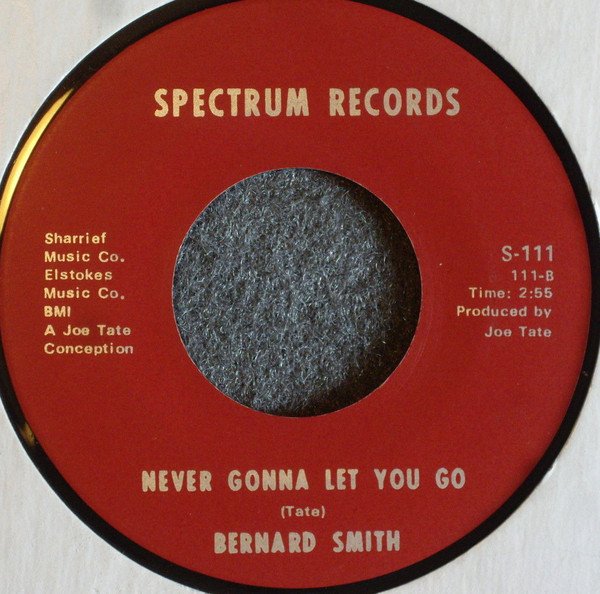 SPECTRUM RECORDS
Sharrief
Music Co.
Elstokes
Music Co.
BMI
A Joe Tate
Conception
S-111
111-B
Time: 2:55
Produced by
Joe Tate
NEVER GONNA LET YOU GO
(Tate)
BERNARD SMITH